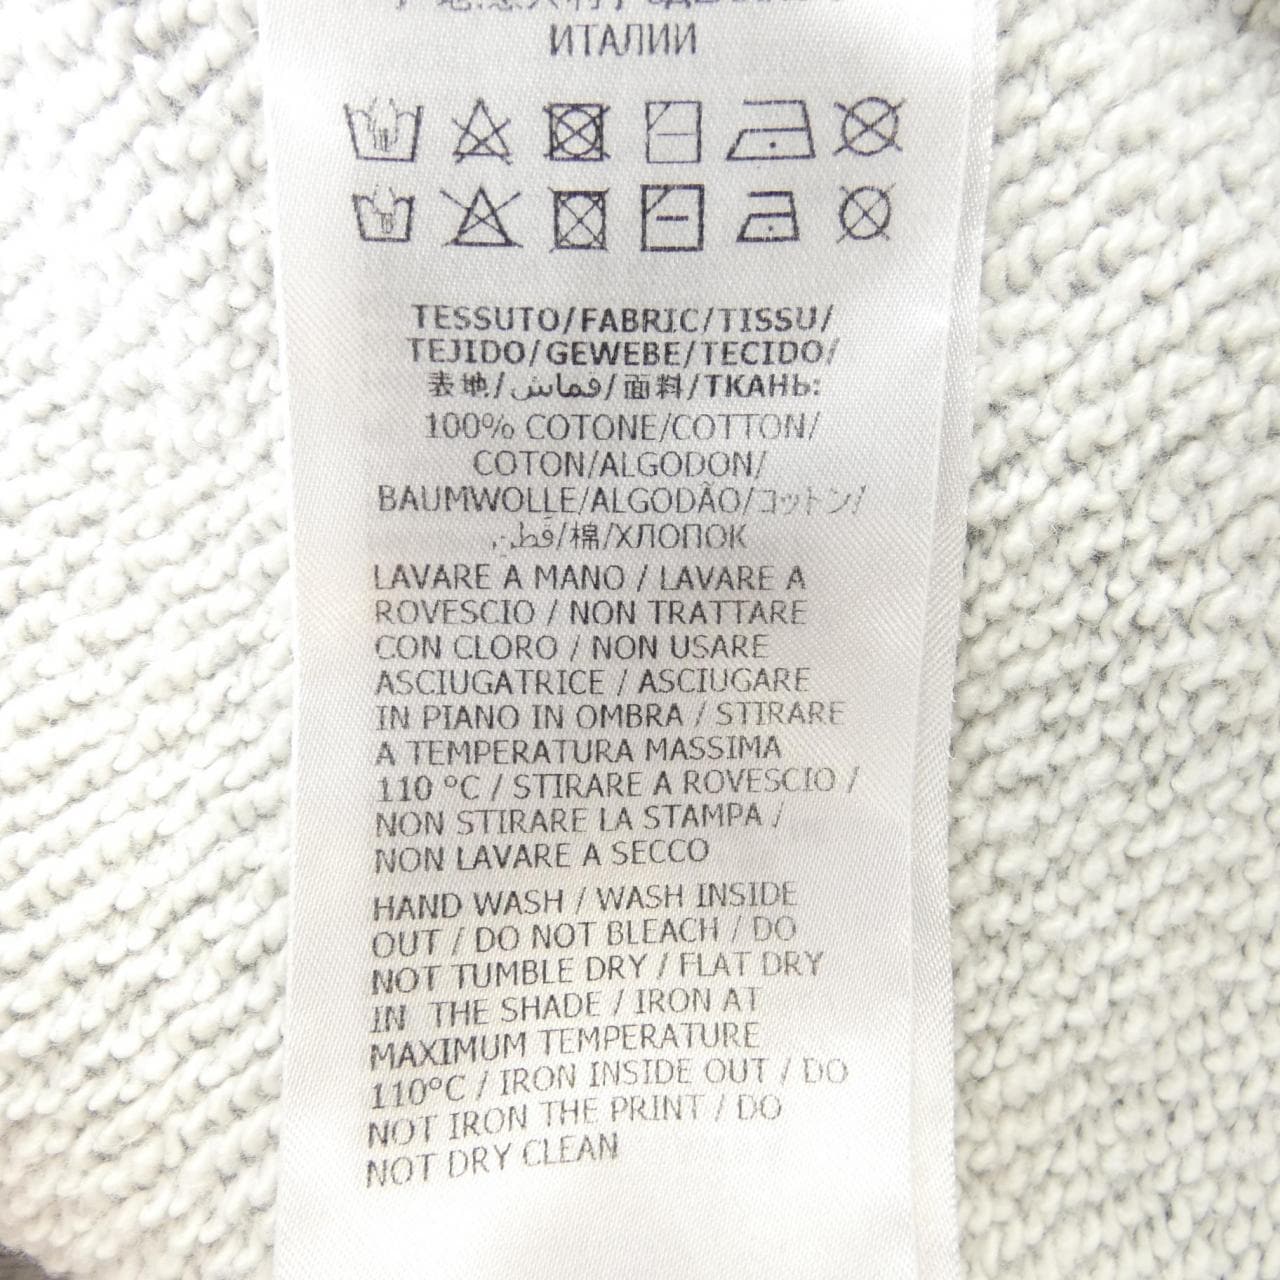 ИТАЛИИ
TESSUTO/FABRIC/TISSU/
TEJIDO/GEWEBE/TECIDO/
表地/قماش/面料/ТКАНЬ:
100% COTONE/COTTON/
COTON/ALGODON/
BAUMWOLLE/ALGODÃO/コットン/
قطن/棉/ХЛОПОК
LAVARE A MANO / LAVARE A
ROVESCIO / NON TRATTARE
CON CLORO / NON USARE
ASCIUGATRICE / ASCIUGARE
IN PIANO IN OMBRA / STIRARE
A TEMPERATURA MASSIMA
110 °C / STIRARE A ROVESCIO /
NON STIRARE LA STAMPA /
NON LAVARE A SECCO
HAND WASH / WASH INSIDE
OUT / DO NOT BLEACH / DO
NOT TUMBLE DRY / FLAT DRY
IN THE SHADE / IRON AT
MAXIMUM TEMPERATURE
110°C / IRON INSIDE OUT / DO
NOT IRON THE PRINT / DO
NOT DRY CLEAN